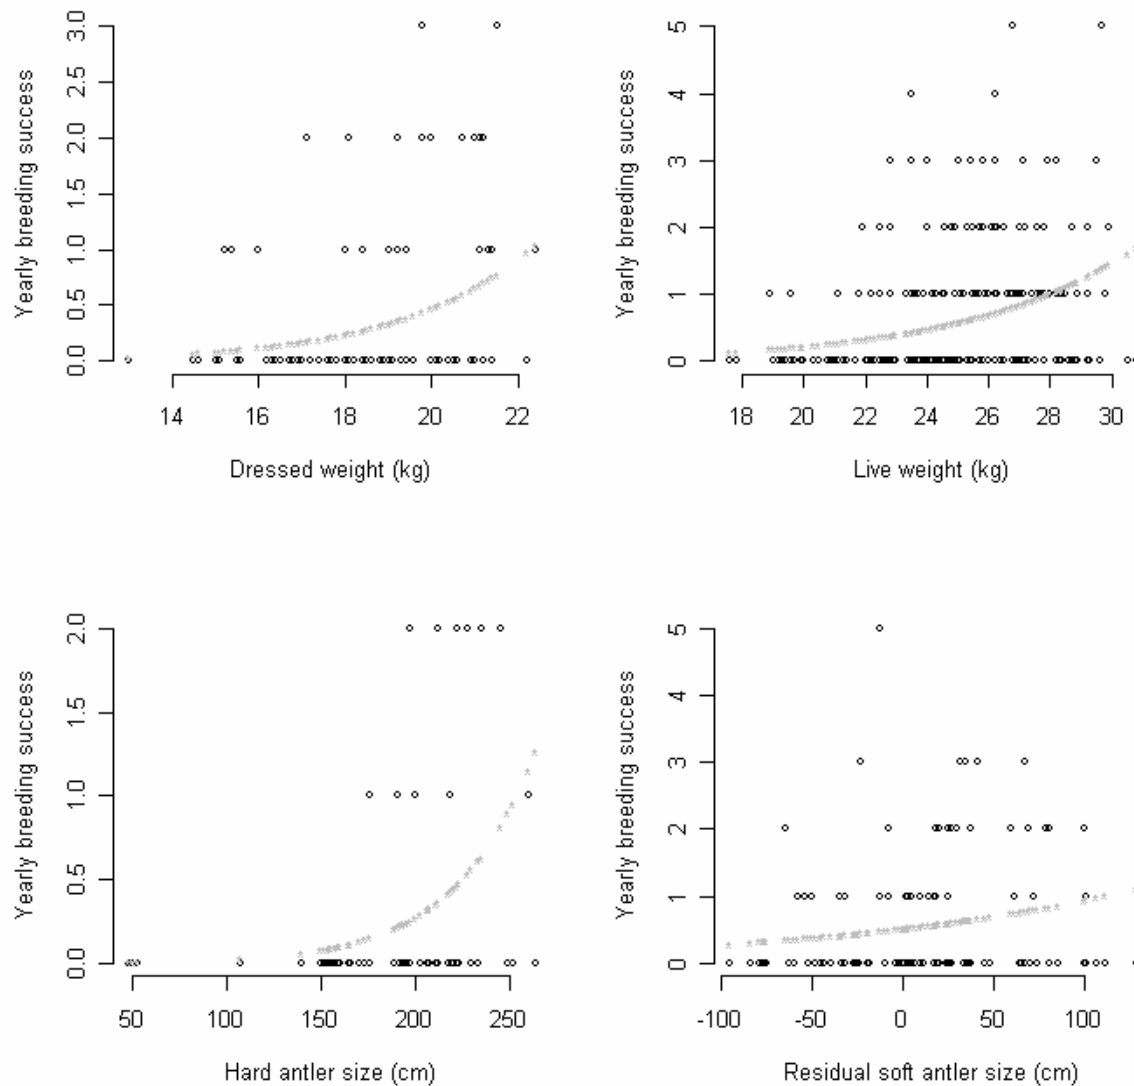 Yearly breeding success
0.0 0.5 1.0 1.5 2.0 2.5 3.0
14 16 18 20 22
Dressed weight (kg)
Yearly breeding success
0 1 2 3 4 5
18 20 22 24 26 28 30
Live weight (kg)
Yearly breeding success
0.0 0.5 1.0 1.5 2.0
50 100 150 200 250
Hard antler size (cm)
Yearly breeding success
0 1 2 3 4 5
-100 -50 0 50 100
Residual soft antler size (cm)